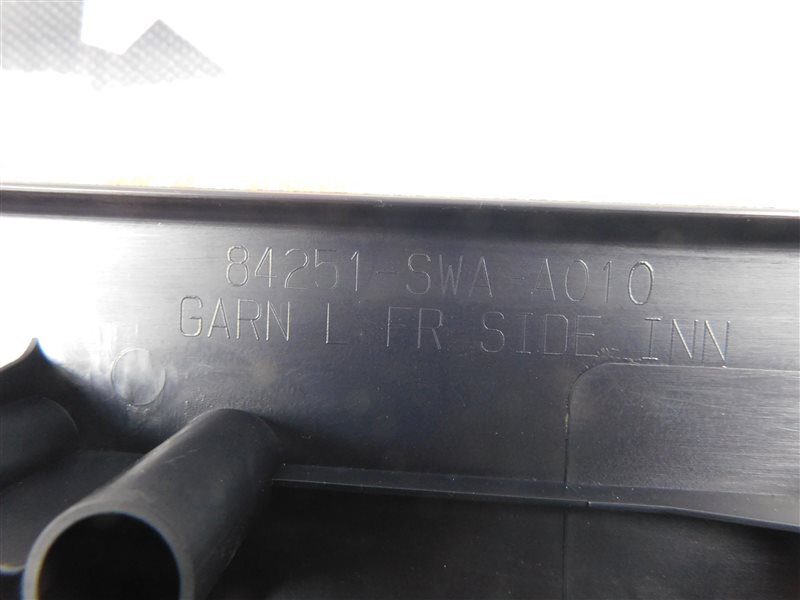 84251-SWA-A010
GARN L FR SIDE INN